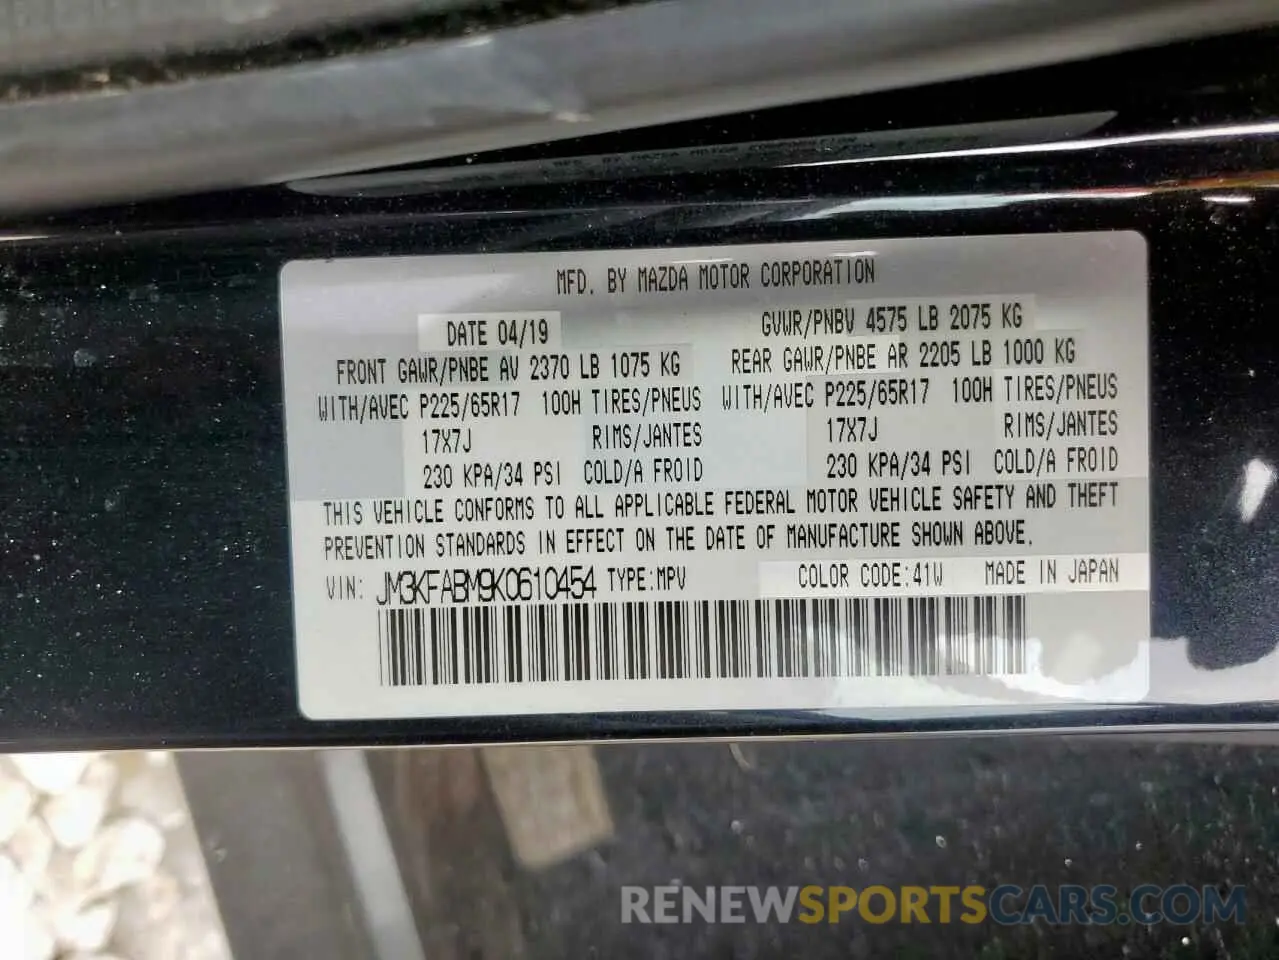 MFD. BY MAZDA MOTOR CORPORATION
DATE 04/19 GVWR/PNBV 4575 LB 2075 KG
FRONT GAWR/PNBE AV 2370 LB 1075 KG REAR GAWR/PNBE AR 2205 LB 1000 KG
WITH/AVEC P225/65R17 100H TIRES/PNEUS WITH/AVEC P225/65R17 100H TIRES/PNEUS
17X7J RIMS/JANTES 17X7J RIMS/JANTES
230 KPA/34 PSI COLD/A FROID 230 KPA/34 PSI COLD/A FROID
THIS VEHICLE CONFORMS TO ALL APPLICABLE FEDERAL MOTOR VEHICLE SAFETY AND THEFT
PREVENTION STANDARDS IN EFFECT ON THE DATE OF MANUFACTURE SHOWN ABOVE.
VIN: JM3KFABM9K0610454 TYPE:MPV COLOR CODE:41W MADE IN JAPAN
RENEWSPORTSCARS.COM